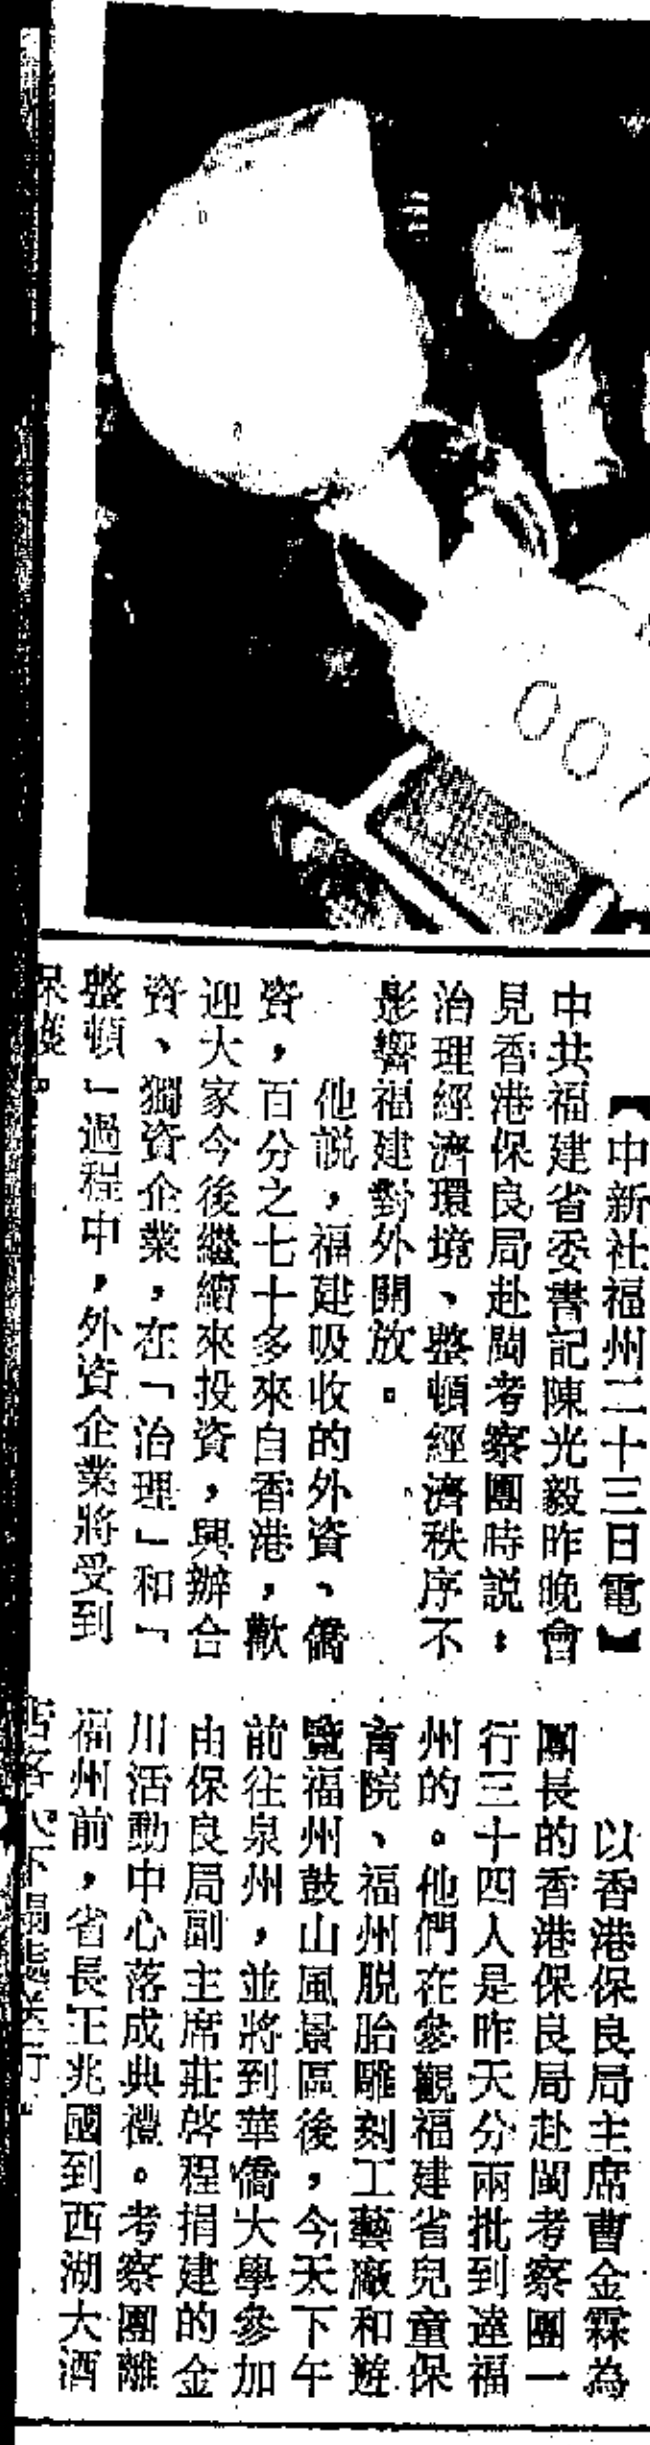 【中新社福州二十三日電】
中共福建省委書記陳光毅昨晚會
見香港保良局赴閩考察團時説：
治理經濟環境、整頓經濟秩序不
影響福建對外開放。
他説，福建吸收的外資、僑
資，百分之七十多來自香港，歡
迎大家今後繼續來投資，興辦合
資、獨資企業，在「治理」和「
整頓」過程中，外資企業將受到
保護
以香港保良局主席曹金霖為
團長的香港保良局赴閩考察團一
行三十四人是昨天分兩批到達福
州的。他們在參觀福建省兒童保
育院、福州脱胎雕刻工藝廠和遊
覽福州鼓山風景區後，今天下午
前往泉州，並將到華僑大學參加
由保良局副主席莊啓程捐建的金
川活動中心落成典禮。考察團離
福州前，省長王兆國到西湖大酒
店
007